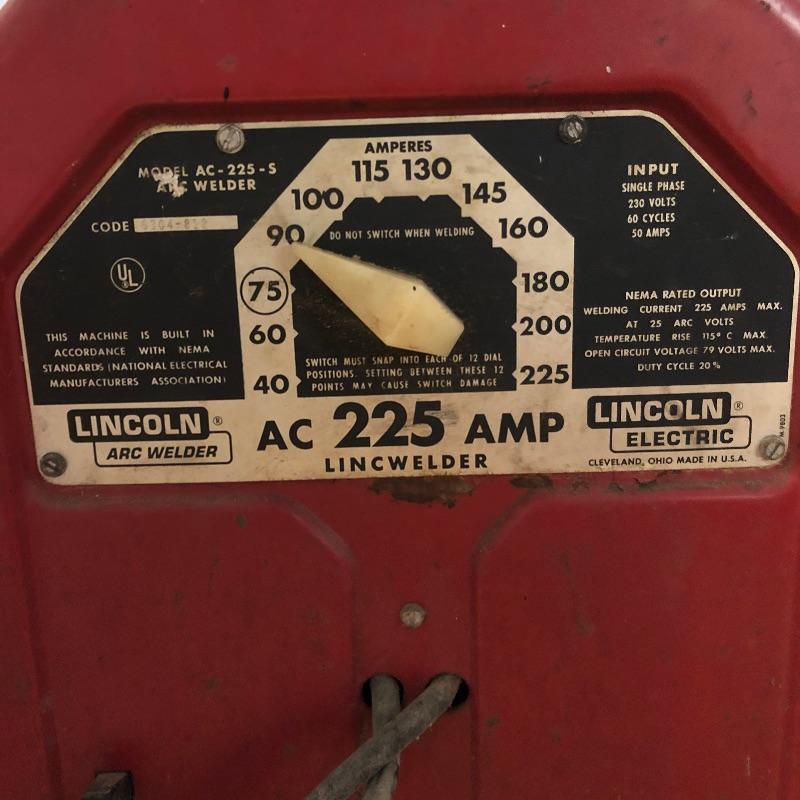 MODEL AC-225-S
ARC WELDER
CODE
UL
THIS MACHINE IS BUILT IN
ACCORDANCE WITH NEMA
STANDARDS (NATIONAL ELECTRICAL
MANUFACTURERS ASSOCIATION)
AMPERES
40
60
75
90
100
115
130
145
160
180
200
225
DO NOT SWITCH WHEN WELDING
SWITCH MUST SNAP INTO EACH OF 12 DIAL
POSITIONS. SETTING BETWEEN THESE 12
POINTS MAY CAUSE SWITCH DAMAGE
INPUT
SINGLE PHASE
230 VOLTS
60 CYCLES
50 AMPS
NEMA RATED OUTPUT
WELDING CURRENT 225 AMPS MAX.
AT 25 ARC VOLTS
TEMPERATURE RISE 115° C MAX.
OPEN CIRCUIT VOLTAGE 79 VOLTS MAX.
DUTY CYCLE 20%
LINCOLN ®
ARC WELDER
AC 225 AMP
LINCWELDER
LINCOLN ®
ELECTRIC
CLEVELAND, OHIO MADE IN U.S.A.